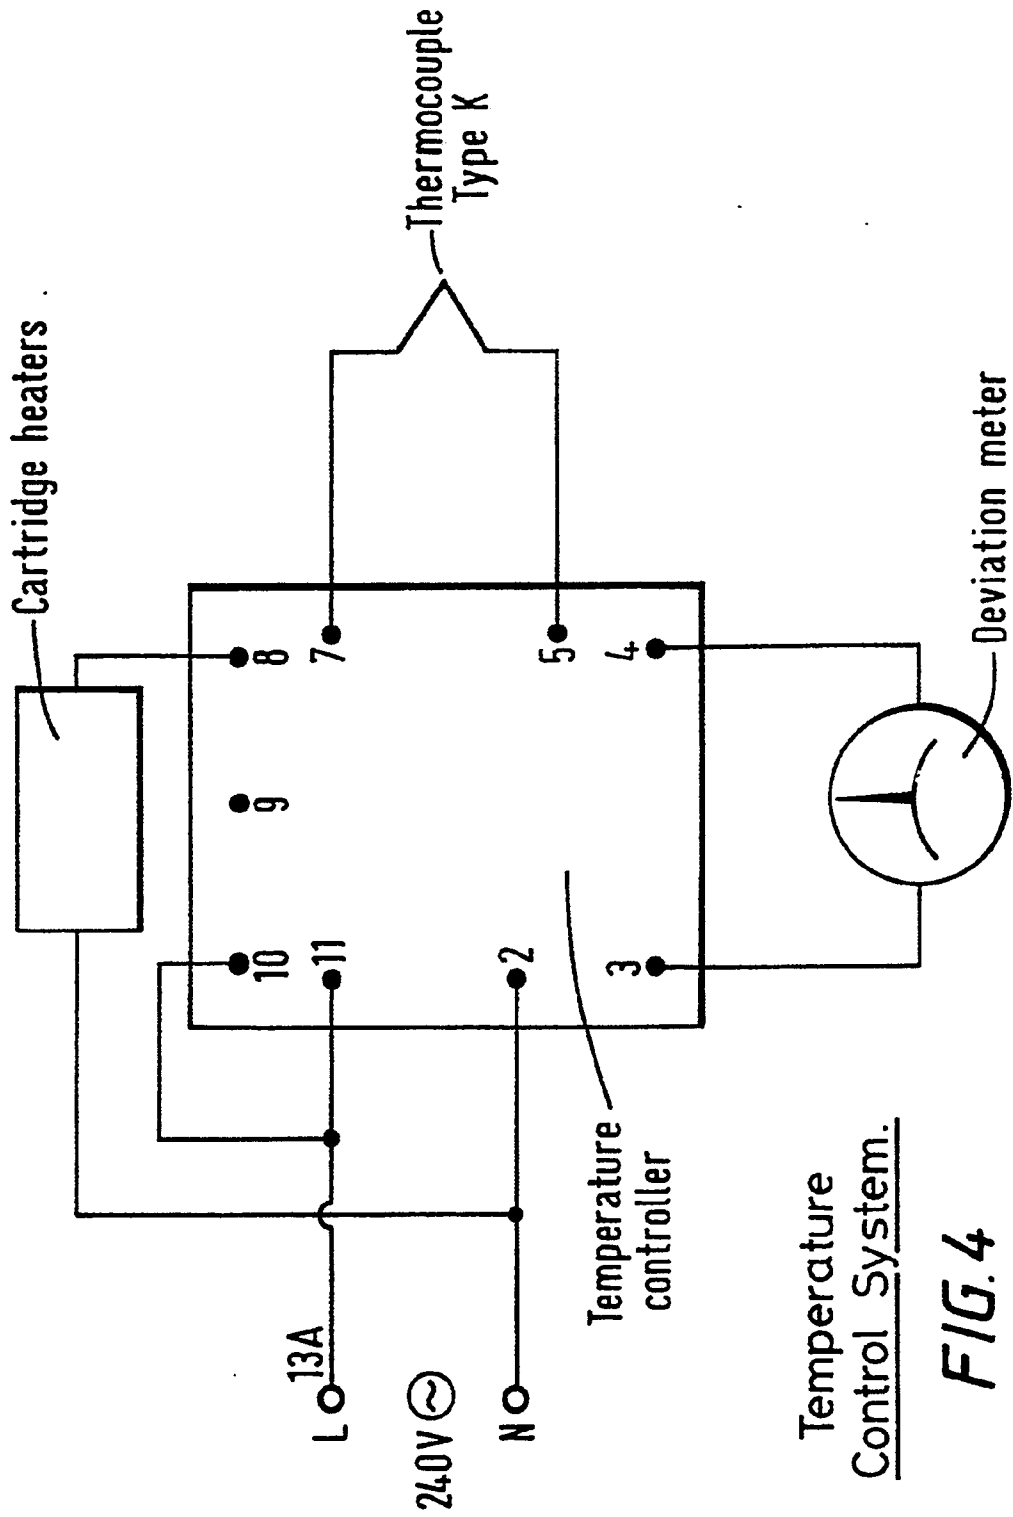 Cartridge heaters
Thermocouple
Type K
8
7
9
10
11
5
4
2
3
L
13A
240V
N
Temperature
controller
Deviation meter
Temperature
Control System.
FIG. 4